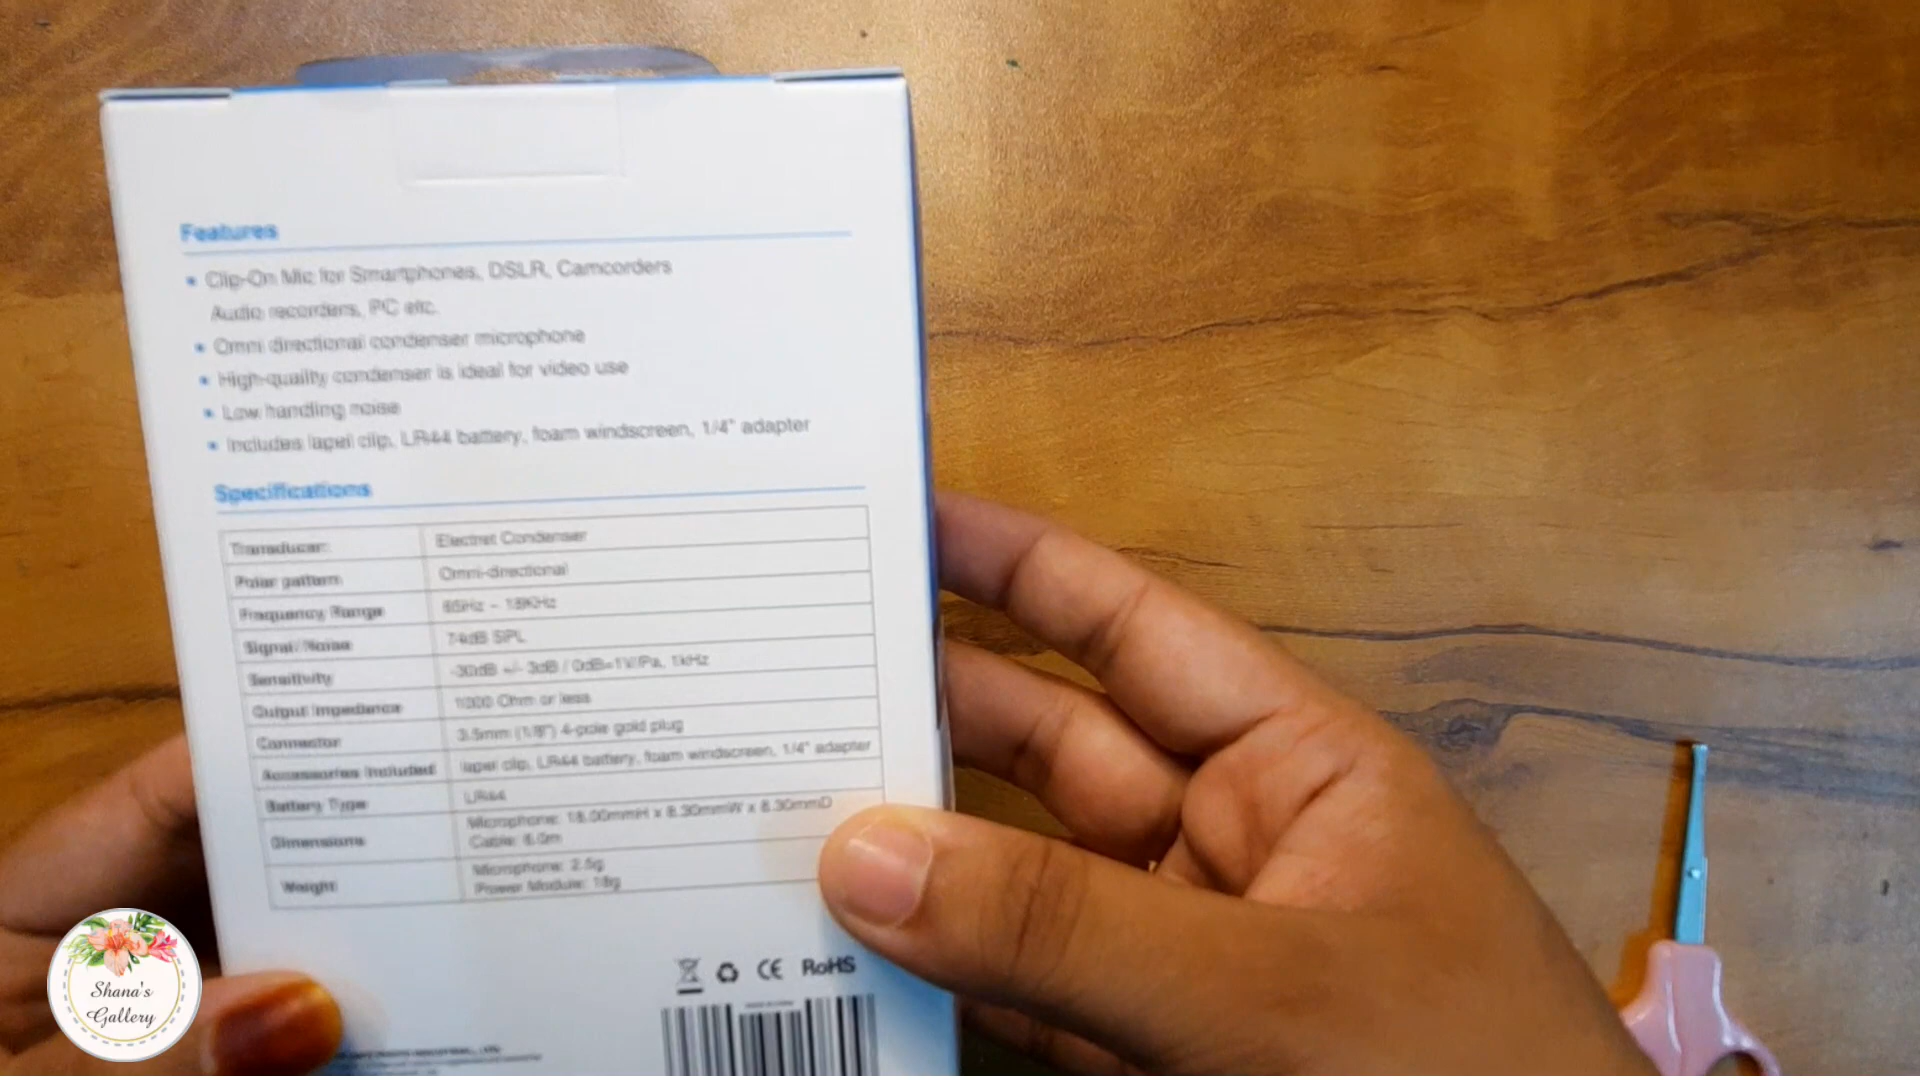 Features
Clip-On Mic for Smartphones, DSLR, Camcorders
Audio recorders, PC etc.
Omni directional condenser microphone
High-quality condenser is ideal for video use
Low handling noise
Includes lapel clip, LR44 battery, foam windscreen, 1/4" adapter
Specifications
Transducer Electret Condenser
Polar pattern Omni-directional
Frequency Range 65Hz ~ 18KHz
Signal/Noise 74dB SPL
Sensitivity -30dB +/- 3dB / 0dB=1V/Pa, 1kHz
Output Impedance 1000 Ohm or less
Connector 3.5mm (1/8") 4-pole gold plug
Accessories Included lapel clip, LR44 battery, foam windscreen, 1/4" adapter
Battery Type LR44
Dimensions Microphone: 18.00mmH x 8.30mmW x 8.30mmD
Cable: 6.0m
Weight Microphone: 2.5g
Power Module: 18g
CE RoHS
Shana's
Gallery